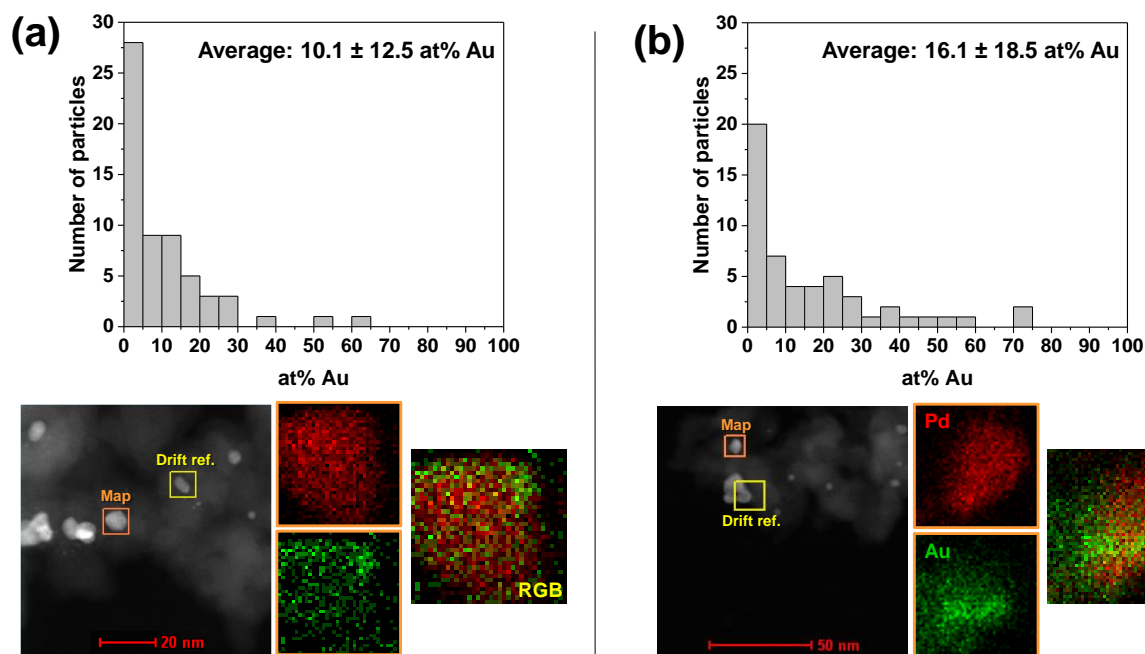 (a)
Average: 10.1 ± 12.5 at% Au
Number of particles
30
25
20
15
10
5
0
0 10 20 30 40 50 60 70 80 90 100
at% Au
Map
Drift ref.
20 nm
RGB
(b)
Average: 16.1 ± 18.5 at% Au
Number of particles
30
25
20
15
10
5
0
0 10 20 30 40 50 60 70 80 90 100
at% Au
Map
Drift ref.
50 nm
Pd
Au